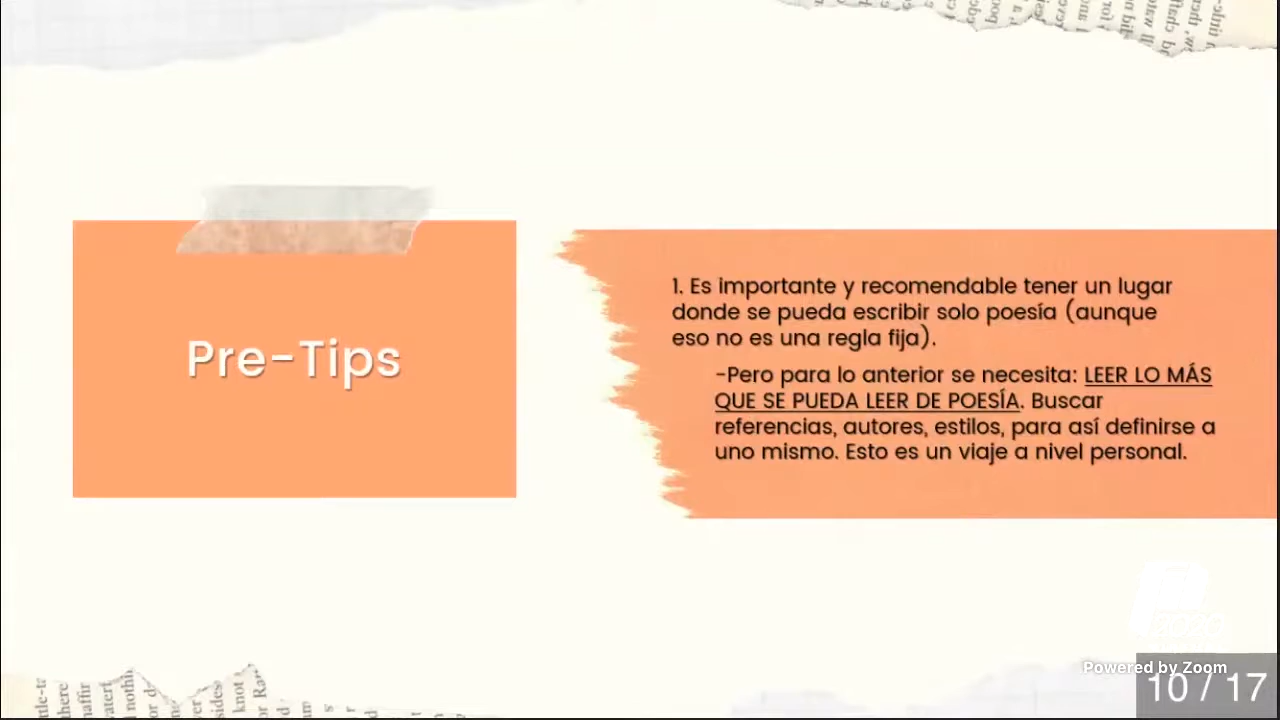 Pre-Tips
1. Es importante y recomendable tener un lugar
donde se pueda escribir solo poesía (aunque
eso no es una regla fija).
-Pero para lo anterior se necesita: LEER LO MÁS
QUE SE PUEDA LEER DE POESÍA. Buscar
referencias, autores, estilos, para así definirse a
uno mismo. Esto es un viaje a nivel personal.
Powered by Zoom
10 / 17